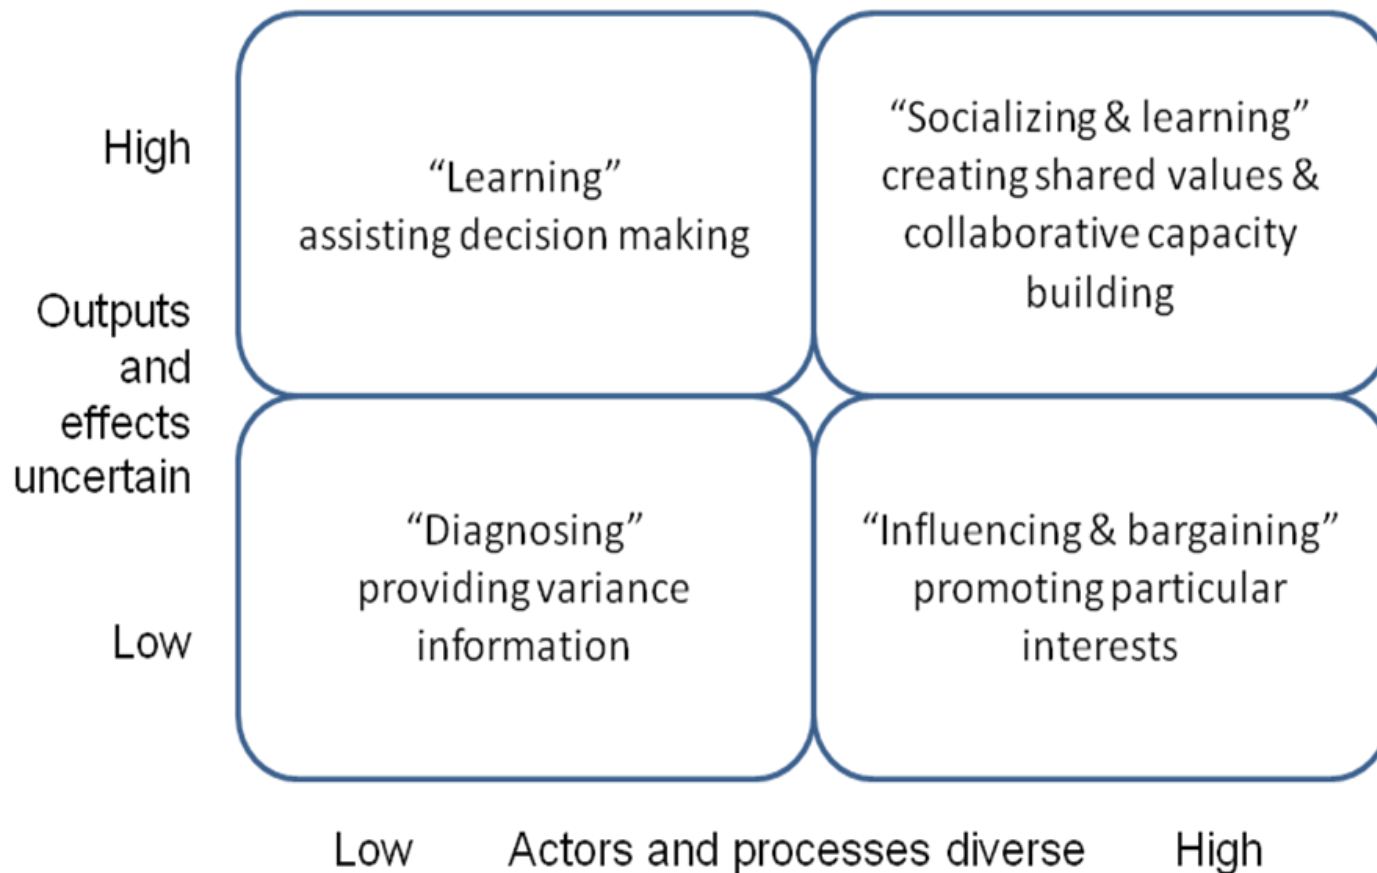 High
“Learning”
assisting decision making
“Socializing & learning”
creating shared values &
collaborative capacity
building
Outputs
and
effects
uncertain
Low
“Diagnosing”
providing variance
information
“Influencing & bargaining”
promoting particular
interests
Low Actors and processes diverse High